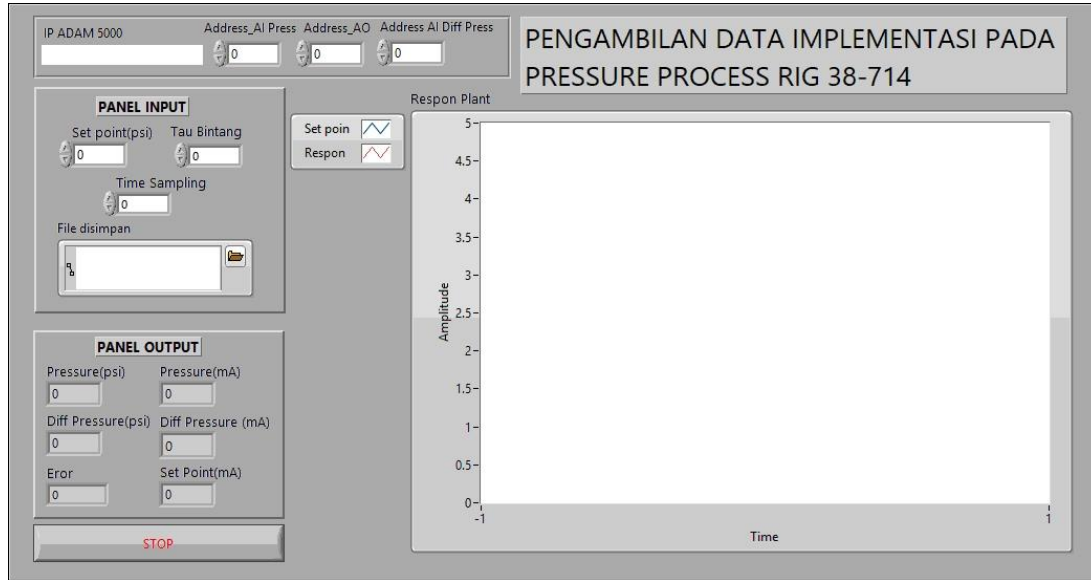 IP ADAM 5000 Address_AI Press Address_AO Address AI Diff Press
0 0 0
PENGAMBILAN DATA IMPLEMENTASI PADA
PRESSURE PROCESS RIG 38-714
PANEL INPUT
Set point(psi) Tau Bintang
0 0
Time Sampling
0
File disimpan
Set poin
Respon
Respon Plant
5
4.5
4
3.5
3
2.5
2
1.5
1
0.5
0
Amplitude
-1 1
Time
PANEL OUTPUT
Pressure(psi) Pressure(mA)
0 0
Diff Pressure(psi) Diff Pressure (mA)
0 0
Eror Set Point(mA)
0 0
STOP